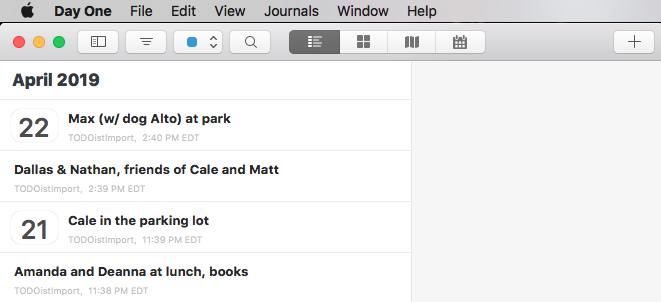 Day One File Edit View Journals Window Help
April 2019
22
Max (w/ dog Alto) at park
TODOistImport, 2:40 PM EDT
Dallas & Nathan, friends of Cale and Matt
TODOistImport, 2:39 PM EDT
21
Cale in the parking lot
TODOistImport, 11:39 PM EDT
Amanda and Deanna at lunch, books
TODOistImport, 11:38 PM EDT